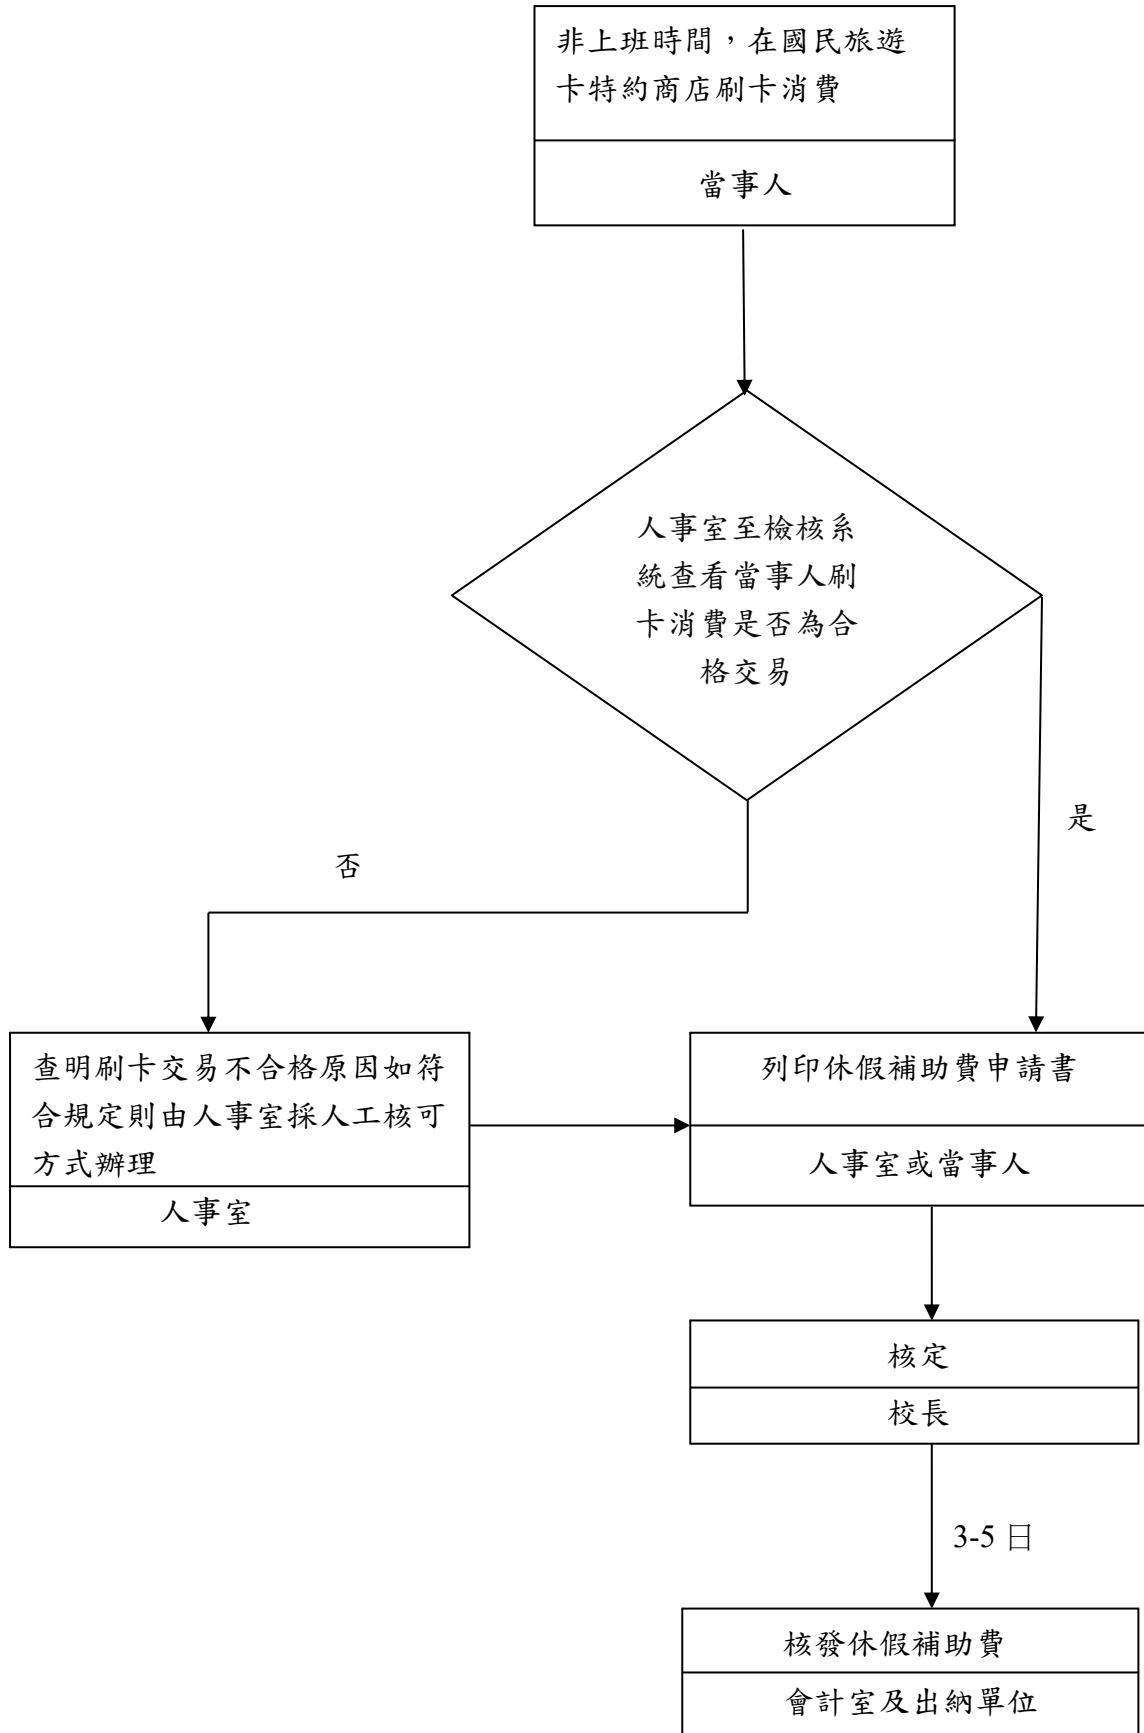 非上班時間，在國民旅遊
卡特約商店刷卡消費
當事人
人事室至檢核系
統查看當事人刷
卡消費是否為合
格交易
是
否
查明刷卡交易不合格原因如符
合規定則由人事室採人工核可
方式辦理
人事室
列印休假補助費申請書
人事室或當事人
核定
校長
3-5 日
核發休假補助費
會計室及出納單位